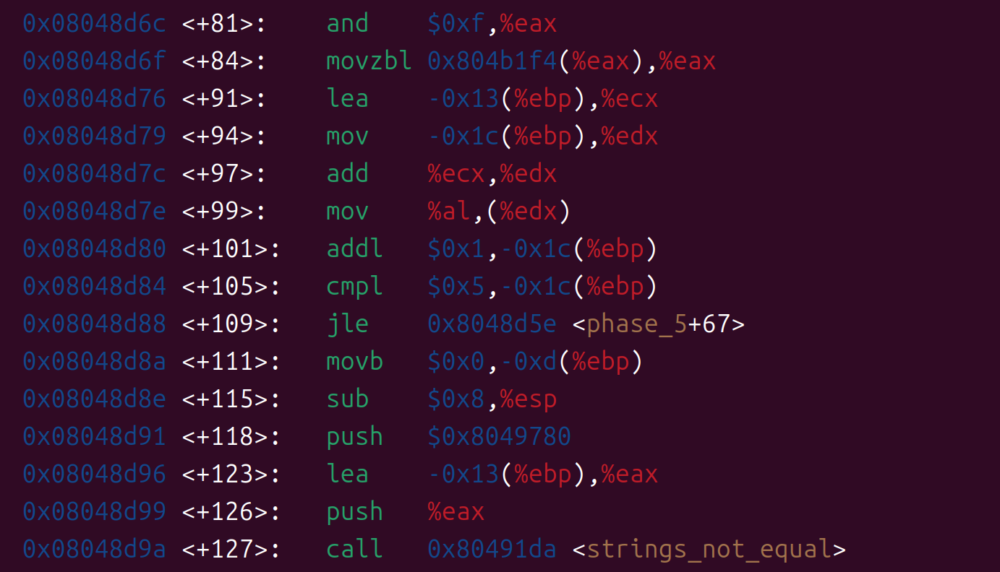 0x08048d6c <+81>:    and    $0xf,%eax
0x08048d6f <+84>:    movzbl 0x804b1f4(%eax),%eax
0x08048d76 <+91>:    lea    -0x13(%ebp),%ecx
0x08048d79 <+94>:    mov    -0x1c(%ebp),%edx
0x08048d7c <+97>:    add    %ecx,%edx
0x08048d7e <+99>:    mov    %al,(%edx)
0x08048d80 <+101>:   addl   $0x1,-0x1c(%ebp)
0x08048d84 <+105>:   cmpl   $0x5,-0x1c(%ebp)
0x08048d88 <+109>:   jle    0x8048d5e <phase_5+67>
0x08048d8a <+111>:   movb   $0x0,-0xd(%ebp)
0x08048d8e <+115>:   sub    $0x8,%esp
0x08048d91 <+118>:   push   $0x8049780
0x08048d96 <+123>:   lea    -0x13(%ebp),%eax
0x08048d99 <+126>:   push   %eax
0x08048d9a <+127>:   call   0x80491da <strings_not_equal>